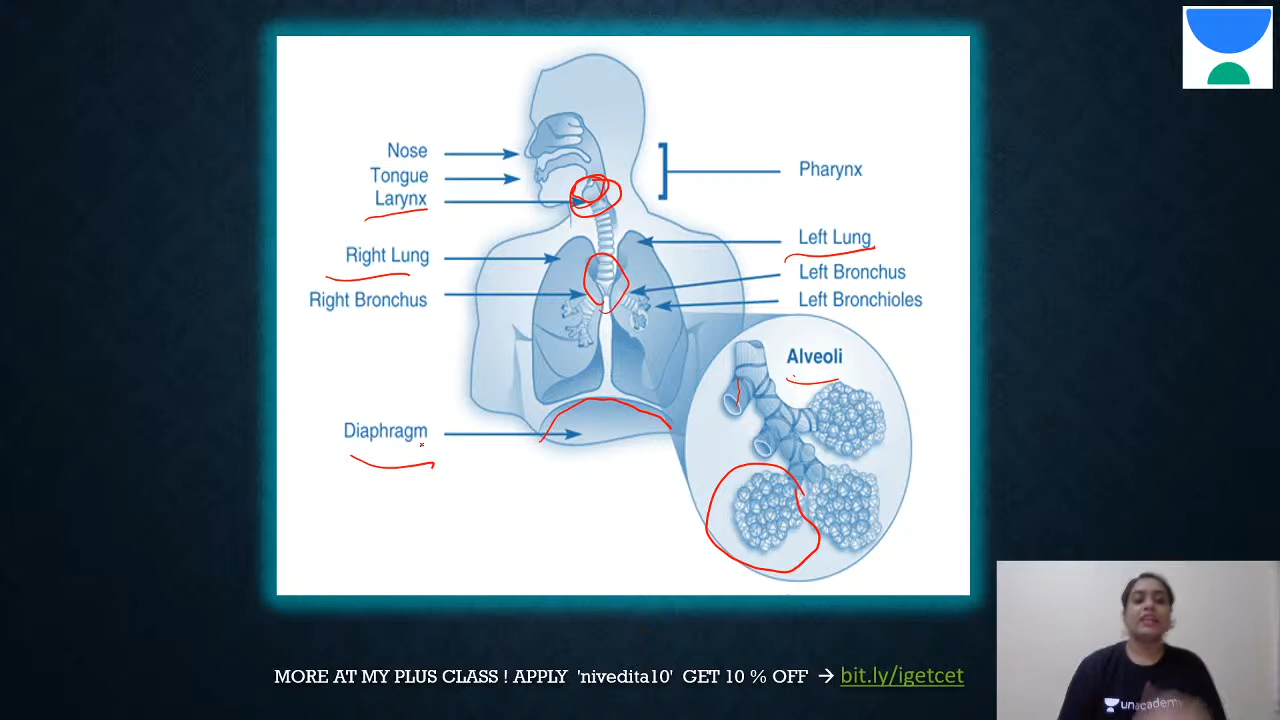 Nose
Tongue
Larynx
Right Lung
Right Bronchus
Diaphragm
Pharynx
Left Lung
Left Bronchus
Left Bronchioles
Alveoli
unacademy
MORE AT MY PLUS CLASS ! APPLY 'nivedita10' GET 10 % OFF → bit.ly/igetcet